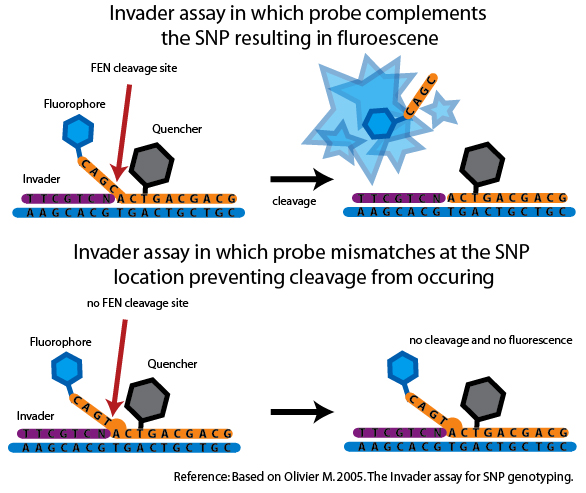 Invader assay in which probe complements
the SNP resulting in fluroescene
FEN cleavage site
Fluorophore
Quencher
CAGC
Invader
TTCGTCN ACTGACGACG
AAGCACGTGACTGCTGC
cleavage
CAGC
TTCGTCN ACTGACGACG
AAGCACGTGACTGCTGC
Invader assay in which probe mismatches at the SNP
location preventing cleavage from occuring
no FEN cleavage site
Fluorophore
Quencher
CAGT
Invader
TTCGTCN ACTGACGACG
AAGCACGTGACTGCTGC
no cleavage and no fluorescence
CAGT
TTCGTCN ACTGACGACG
AAGCACGTGACTGCTGC
Reference: Based on Olivier M. 2005. The Invader assay for SNP genotyping.